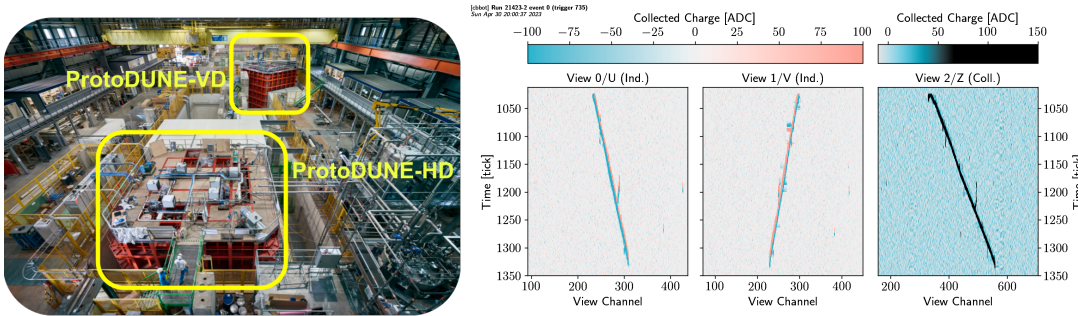 ProtoDUNE-VD
ProtoDUNE-HD
[cbbot] Run 21423-2 event 0 (trigger 735)
Sun Apr 30 20:00:37 2023
Collected Charge [ADC]
−100 −75 −50 −25 0 25 50 75 100
Collected Charge [ADC]
0 50 100 150
View 0/U (Ind.)
View 1/V (Ind.)
View 2/Z (Coll.)
Time [tick]
1050
1100
1150
1200
1250
1300
1350
1050
1100
1150
1200
1250
1300
1350
Time [tick]
100 200 300 400
100 200 300 400
200 400 600
View Channel
View Channel
View Channel